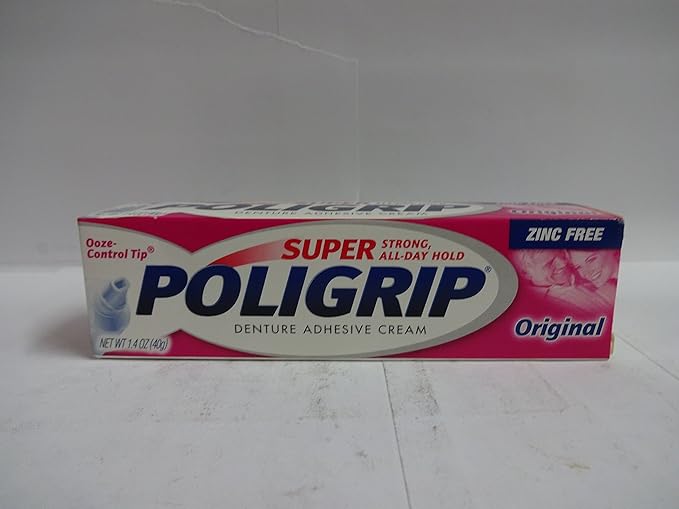 DENTURE ADHESIVE CREAM
Original
Ooze-
Control Tip®
SUPER
STRONG,
ALL-DAY HOLD
POLIGRIP®
DENTURE ADHESIVE CREAM
NET WT 1.4 OZ (40g)
ZINC FREE
Original